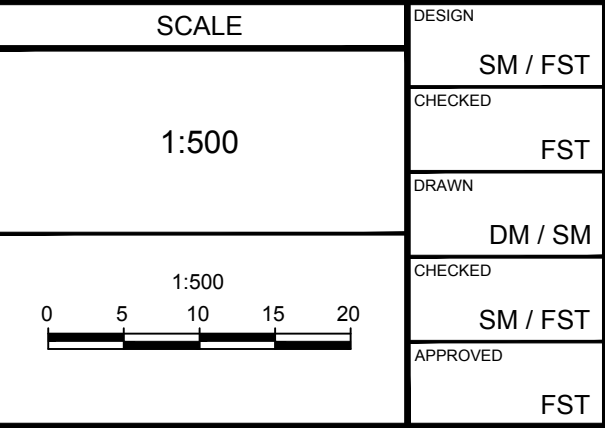 SCALE
1:500
1:500
0 5 10 15 20
DESIGN
SM / FST
CHECKED
FST
DRAWN
DM / SM
CHECKED
SM / FST
APPROVED
FST